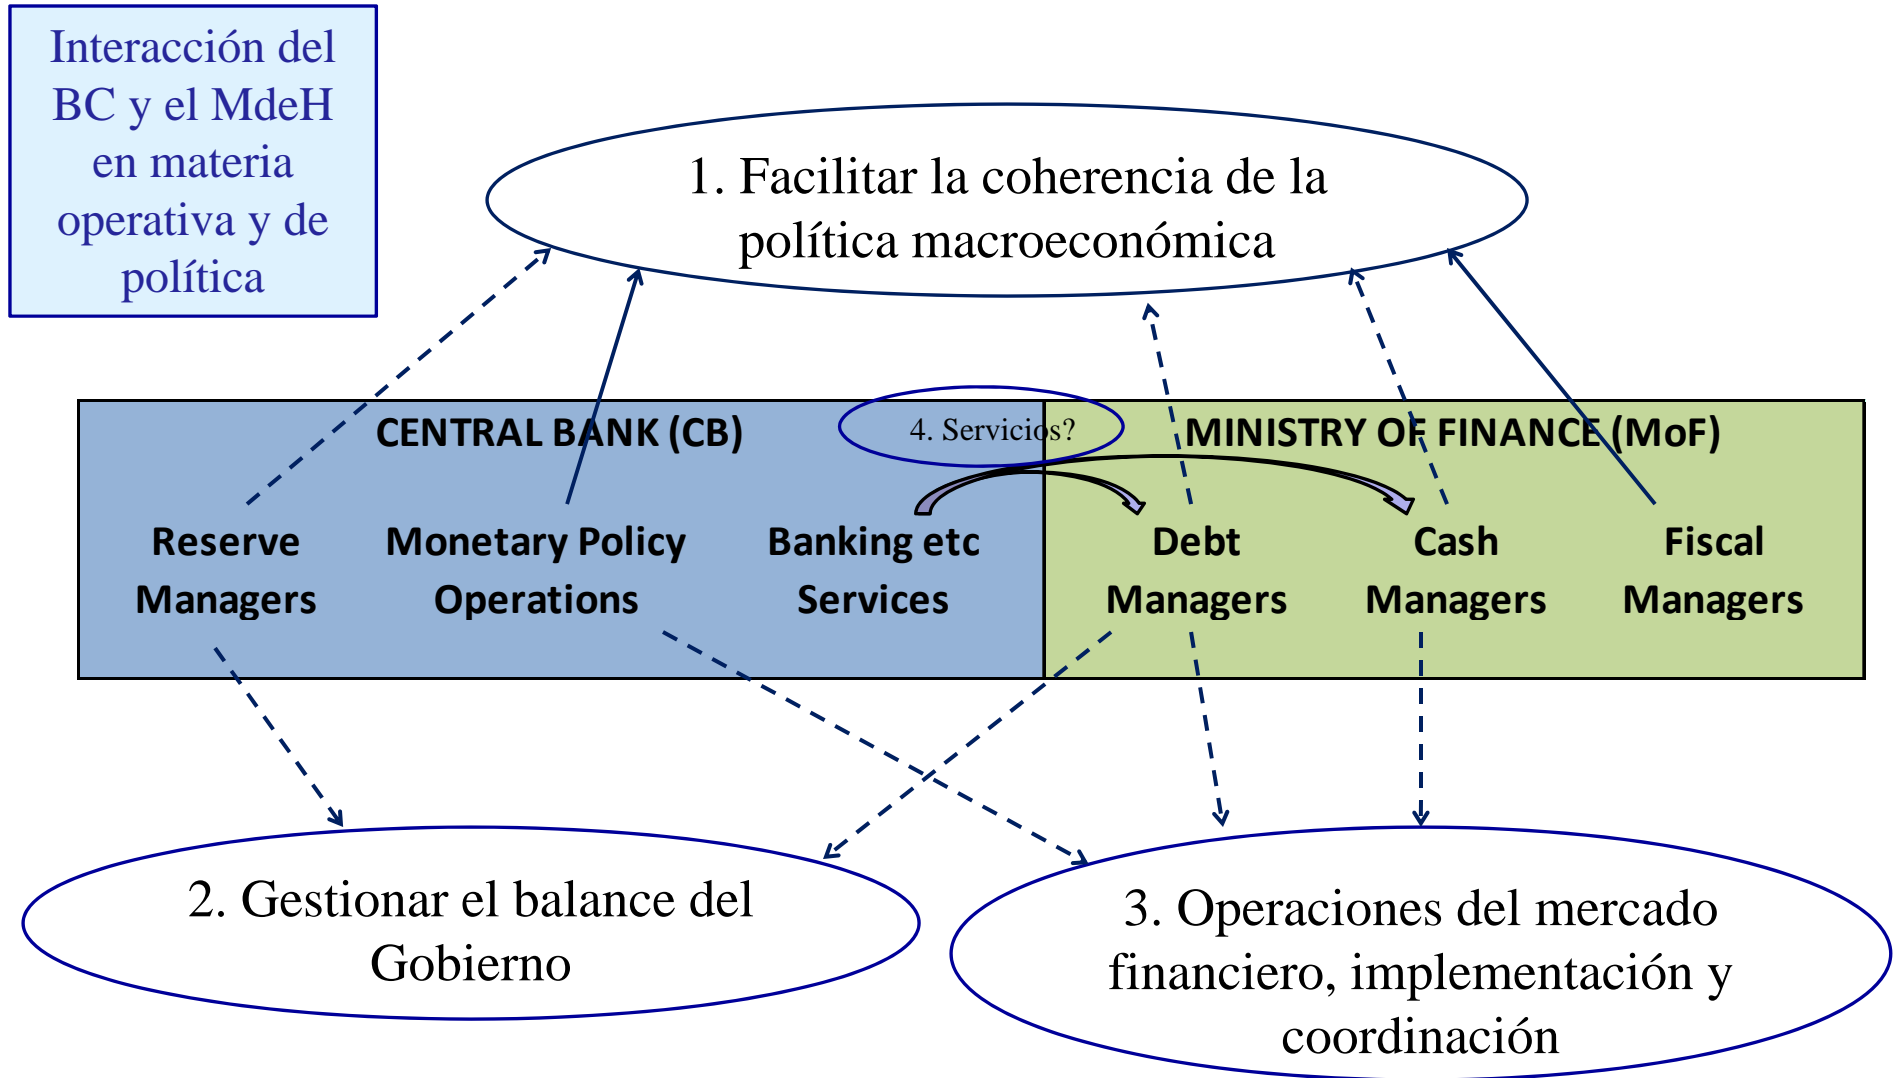 Interacción del
BC y el MdeH
en materia
operativa y de
política
1. Facilitar la coherencia de la
política macroeconómica
CENTRAL BANK (CB)
4. Servicios?
MINISTRY OF FINANCE (MoF)
Reserve
Managers
Monetary Policy
Operations
Banking etc
Services
Debt
Managers
Cash
Managers
Fiscal
Managers
2. Gestionar el balance del
Gobierno
3. Operaciones del mercado
financiero, implementación y
coordinación